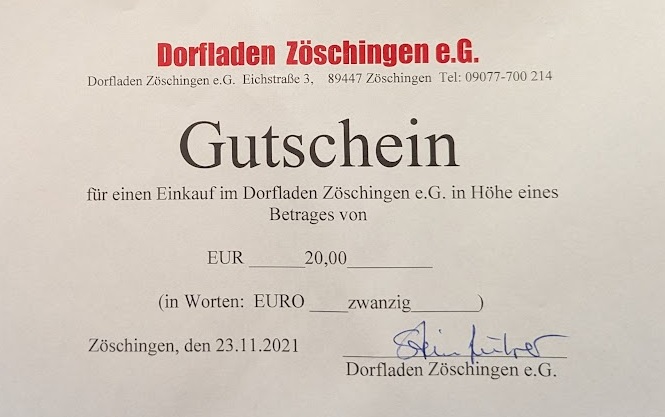 Dorfladen Zöschingen e.G.
Dorfladen Zöschingen e.G. Eichstraße 3, 89447 Zöschingen Tel: 09077-700 214
Gutschein
für einen Einkauf im Dorfladen Zöschingen e.G. in Höhe eines
Betrages von
EUR ______20,00_________
(in Worten: EURO ____zwanzig_______)
Zöschingen, den 23.11.2021
Dorfladen Zöschingen e.G.